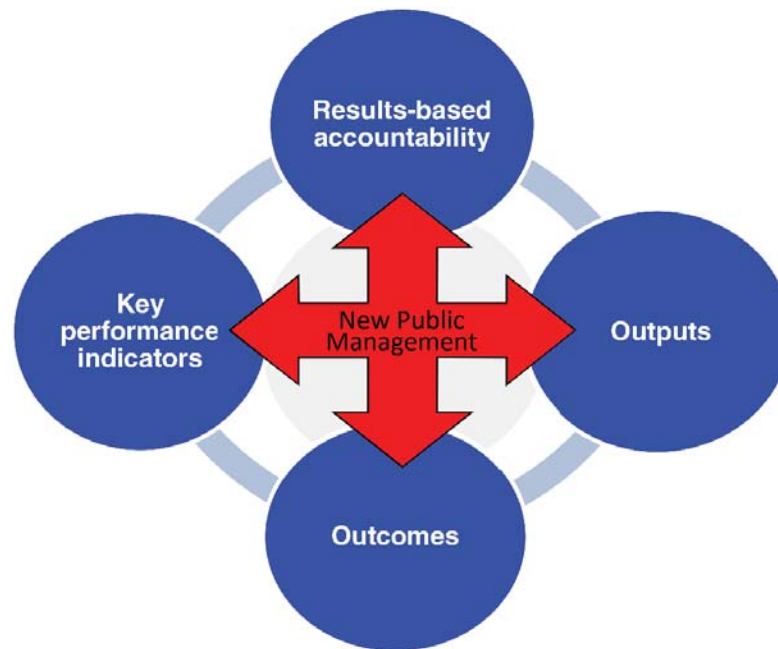 Results-based
accountability
Key
performance
indicators
New Public
Management
Outputs
Outcomes